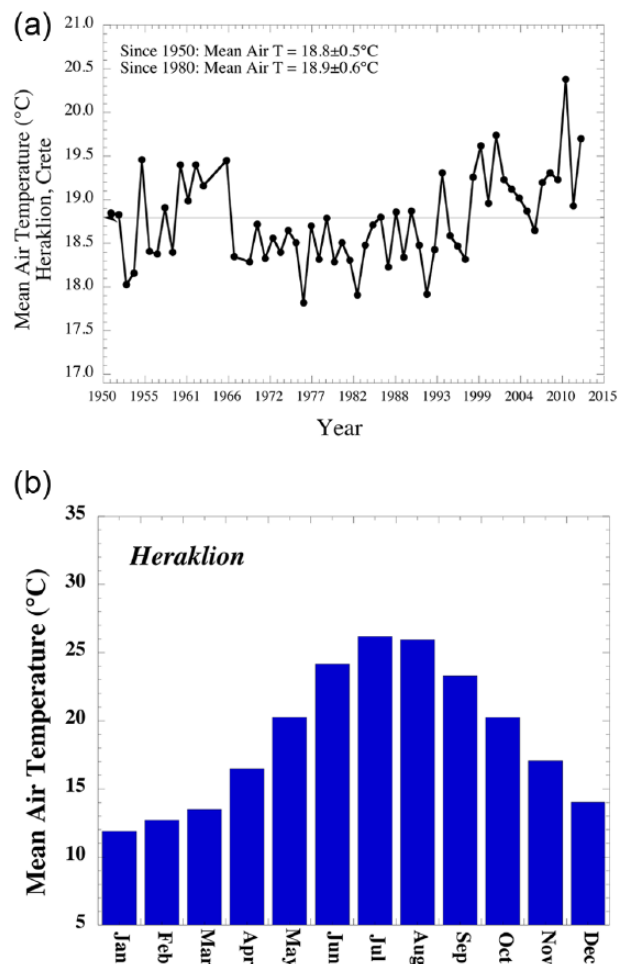 (a)
21.0
20.5
20.0
19.5
19.0
18.5
18.0
17.5
17.0
Mean Air Temperature (°C)
Heraklion, Crete
Since 1950: Mean Air T = 18.8±0.5°C
Since 1980: Mean Air T = 18.9±0.6°C
1950 1955 1961 1966 1972 1977 1982 1988 1993 1999 2004 2010 2015
Year
(b)
35
30
25
20
15
10
5
Mean Air Temperature (°C)
Heraklion
Jan Feb Mar Apr May Jun Jul Aug Sep Oct Nov Dec